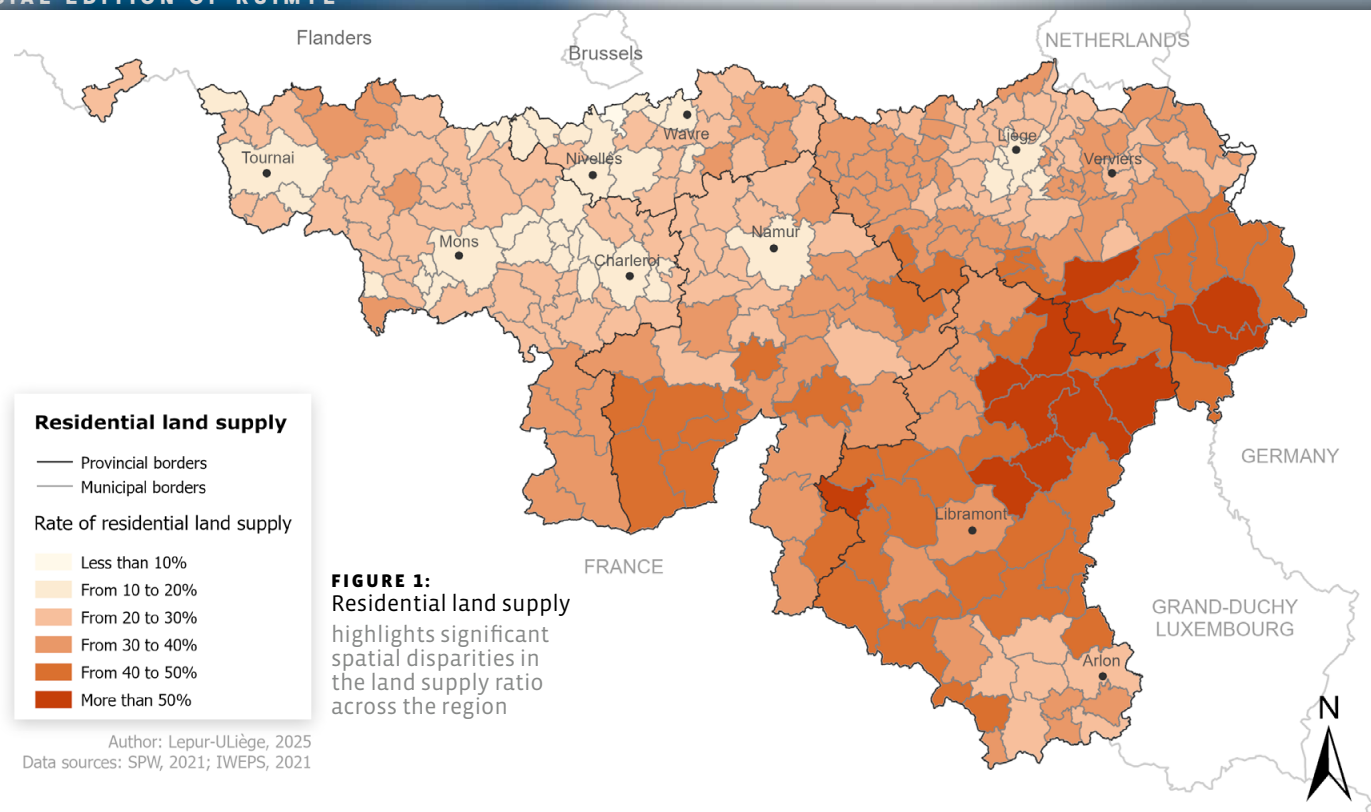 SPECIAL EDITION OF RUIMTE
Flanders
Brussels
NETHERLANDS
Wavre
Liège
Tournai
Nivelles
Verviers
Mons
Namur
Charleroi
Residential land supply
Provincial borders
Municipal borders
Rate of residential land supply
Less than 10%
From 10 to 20%
From 20 to 30%
From 30 to 40%
From 40 to 50%
More than 50%
GERMANY
Libramont
FRANCE
FIGURE 1:
Residential land supply
highlights significant
spatial disparities in
the land supply ratio
across the region
GRAND-DUCHY
LUXEMBOURG
Arlon
N
Author: Lepur-ULiège, 2025
Data sources: SPW, 2021; IWEPS, 2021